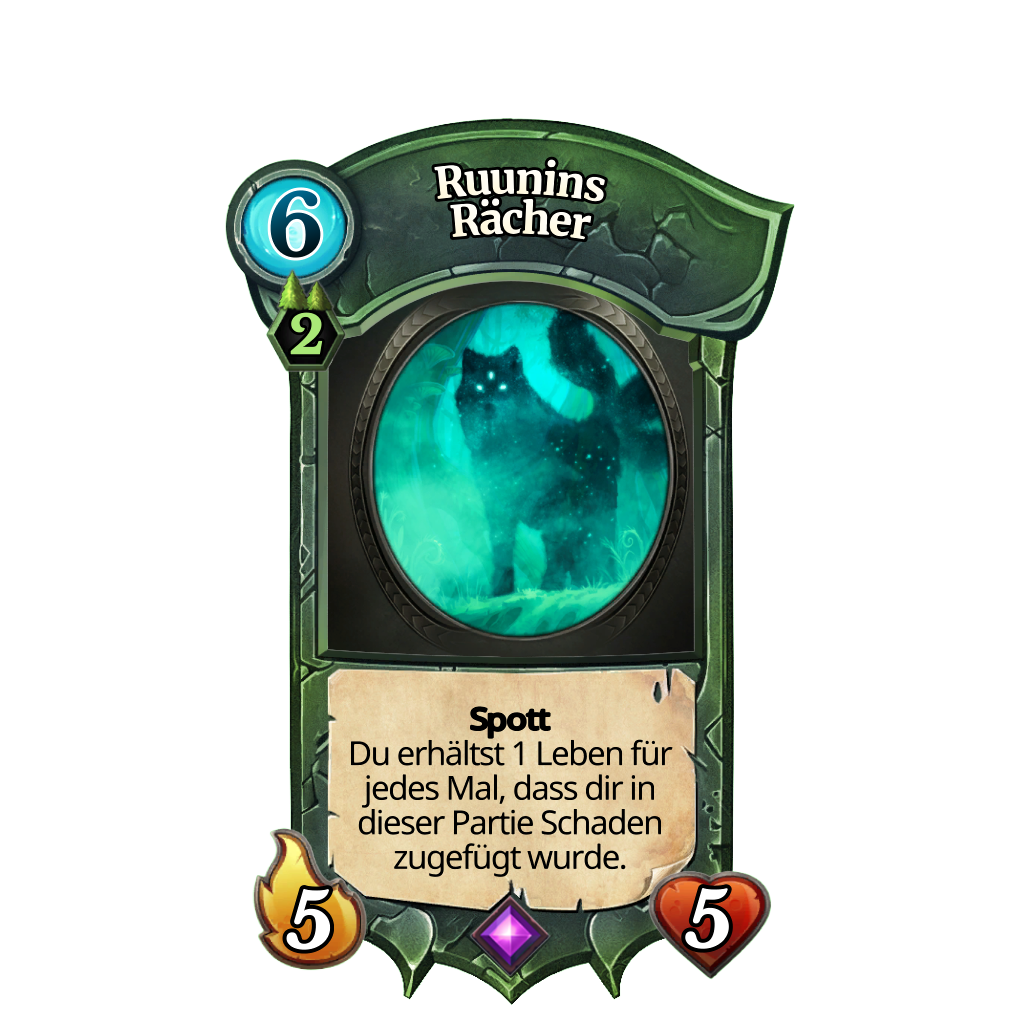 Ruunins
Rächer
6
2
Spott
Du erhältst 1 Leben für
jedes Mal, dass dir in
dieser Partie Schaden
zugefügt wurde.
5
5